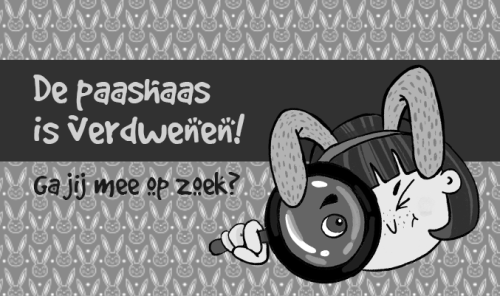 De paashaas
is verdwenen!
Ga jij mee op zoek?